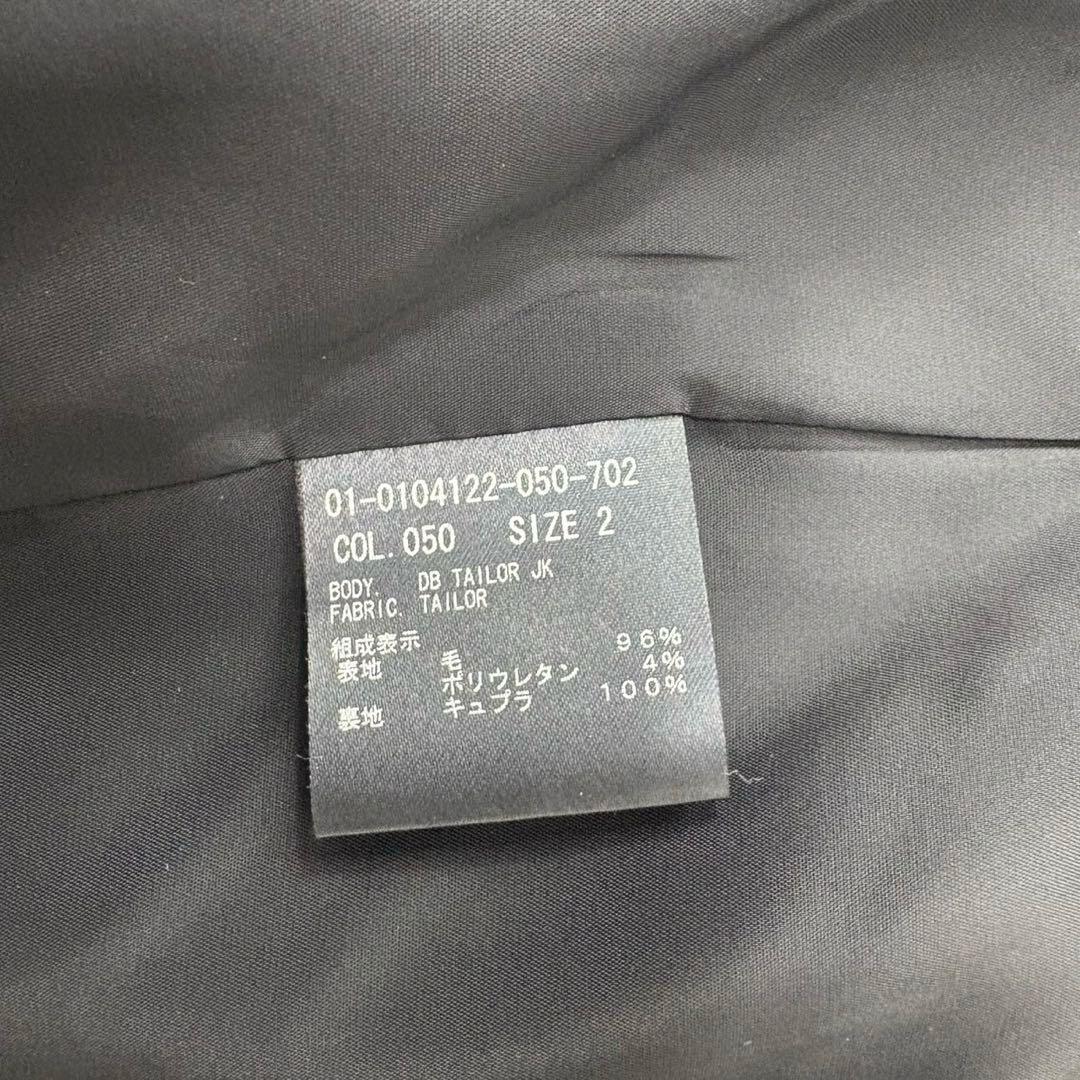 01-0104122-050-702
COL.050 SIZE 2
BODY. DB TAILOR JK
FABRIC. TAILOR
組成表示
表地 毛 96%
ポリウレタン 4%
裏地 キュプラ 100%